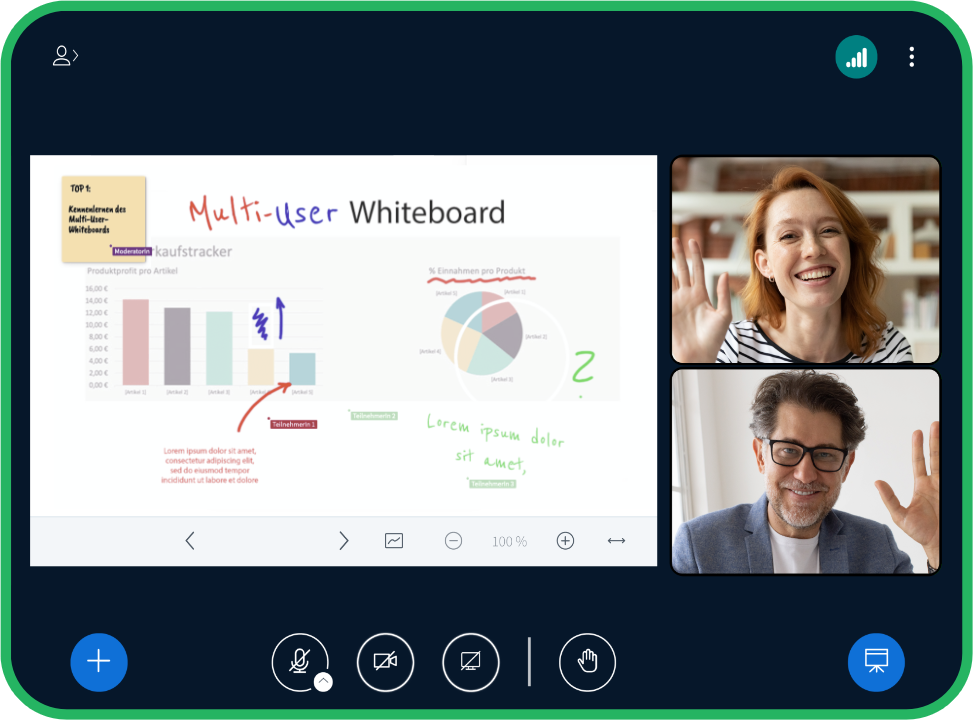 TOP 1:
Kennenlernen des
Multi-User-
Whiteboards
Multi-User Whiteboard
ModeratorIn
kaufstracker
Produktprofit pro Artikel
16,00 €
14,00 €
12,00 €
10,00 €
8,00 €
6,00 €
4,00 €
2,00 €
0,00 €
[Artikel 1]
[Artikel 2]
[Artikel 3]
[Artikel 5]
% Einnahmen pro Produkt
[Artikel 5]
[Artikel 1]
[Artikel 2]
[Artikel 4]
[Artikel 3]
?
TeilnehmerIn 1
TeilnehmerIn 2
Lorem ipsum dolor
sit amet,
TeilnehmerIn 3
Lorem ipsum dolor sit amet,
consectetur adipiscing elit,
sed do eiusmod tempor
incididunt ut labore et dolore
100 %